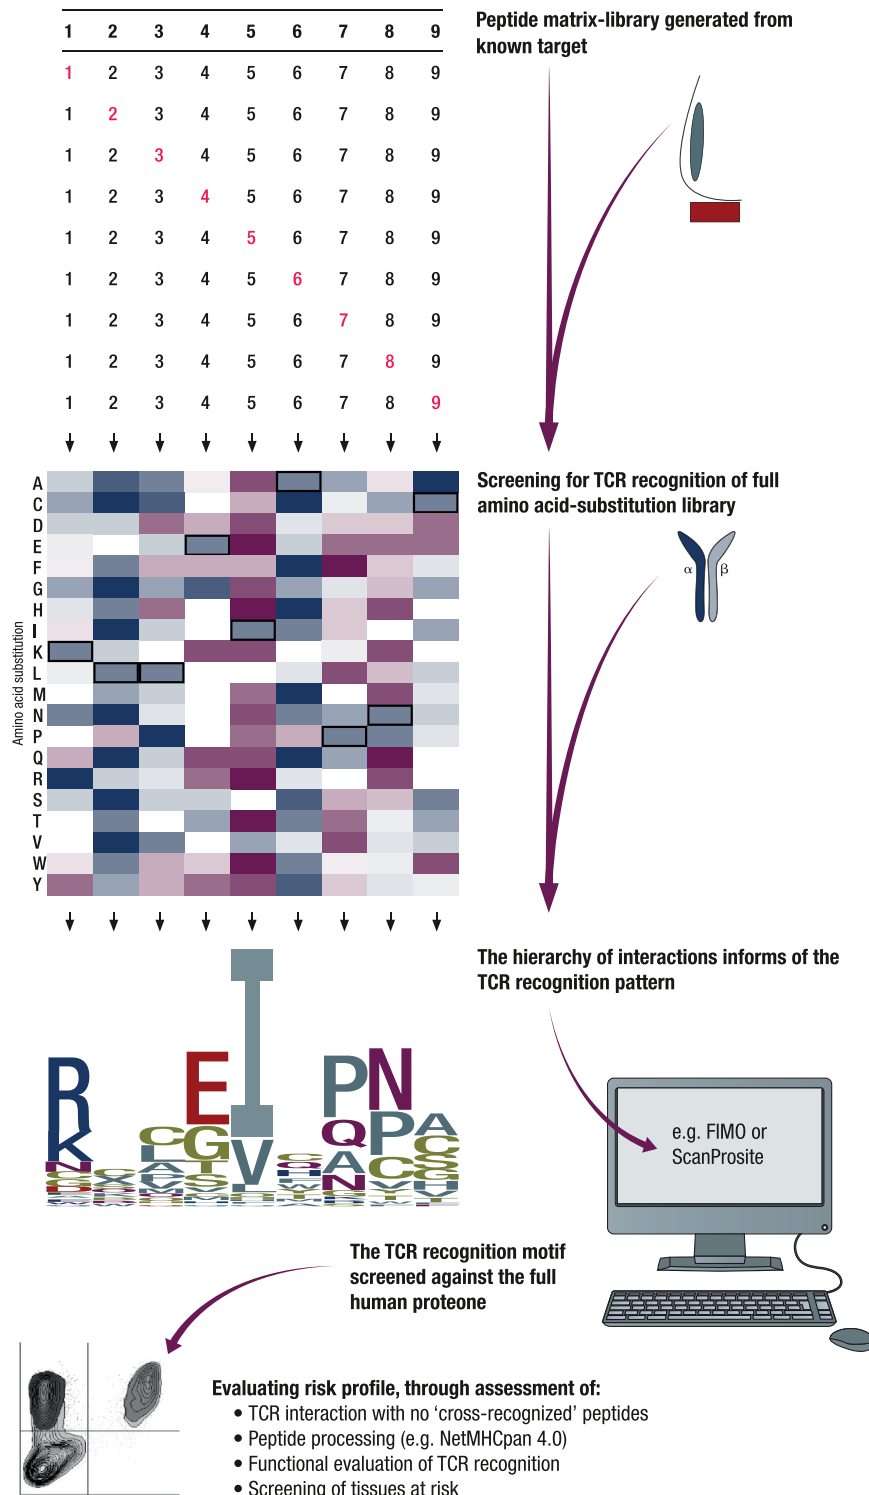 1 2 3 4 5 6 7 8 9
1 2 3 4 5 6 7 8 9
1 2 3 4 5 6 7 8 9
1 2 3 4 5 6 7 8 9
1 2 3 4 5 6 7 8 9
1 2 3 4 5 6 7 8 9
1 2 3 4 5 6 7 8 9
1 2 3 4 5 6 7 8 9
1 2 3 4 5 6 7 8 9
1 2 3 4 5 6 7 8 9
Peptide matrix-library generated from
known target
Amino acid substitution
A
C
D
E
F
G
H
I
K
L
M
N
P
Q
R
S
T
V
W
Y
Screening for TCR recognition of full
amino acid-substitution library
α β
The hierarchy of interactions informs of the
TCR recognition pattern
R E I P N
K C G V Q P A
N L T A C C
A S N
e.g. FIMO or
ScanProsite
The TCR recognition motif
screened against the full
human proteone
Evaluating risk profile, through assessment of:
• TCR interaction with no ‘cross-recognized’ peptides
• Peptide processing (e.g. NetMHCpan 4.0)
• Functional evaluation of TCR recognition
• Screening of tissues at risk